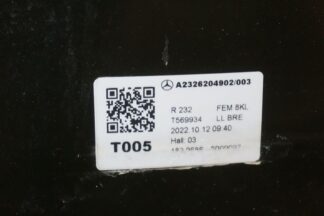 A2326204902/003
R 232 FEM 8KL
T569934 LL BRE
2022.10.12 09:40
Hall: 03
T005